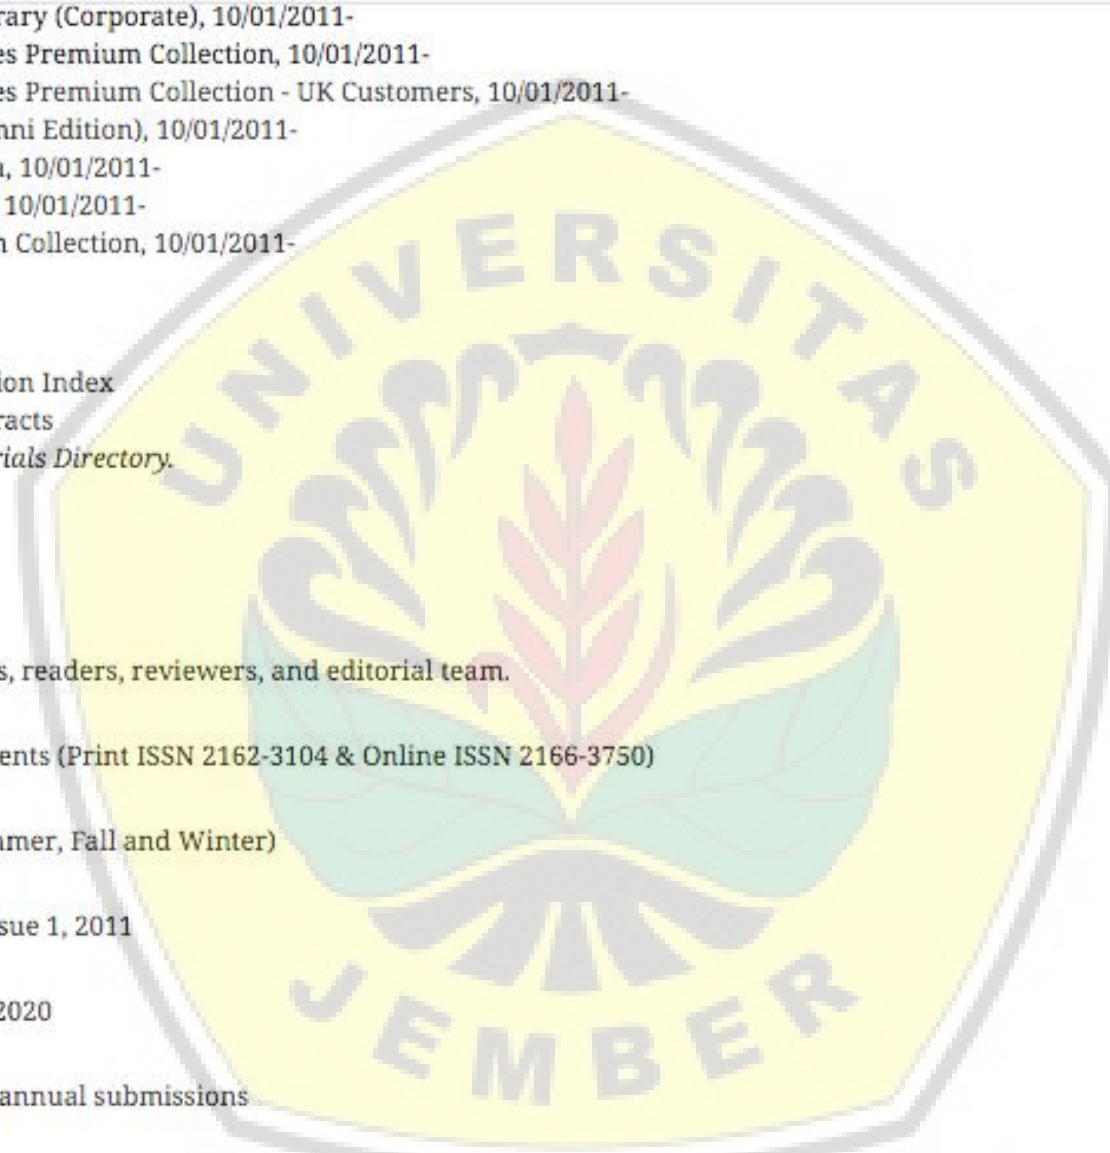 rary (Corporate), 10/01/2011-
es Premium Collection, 10/01/2011-
es Premium Collection - UK Customers, 10/01/2011-
nni Edition), 10/01/2011-
a, 10/01/2011-
10/01/2011-
n Collection, 10/01/2011-
UNIVERSITAS
ion Index
racts
rials Directory.
s, readers, reviewers, and editorial team.
ents (Print ISSN 2162-3104 & Online ISSN 2166-3750)
nmer, Fall and Winter)
sue 1, 2011
2020
annual submissions
JEMBER